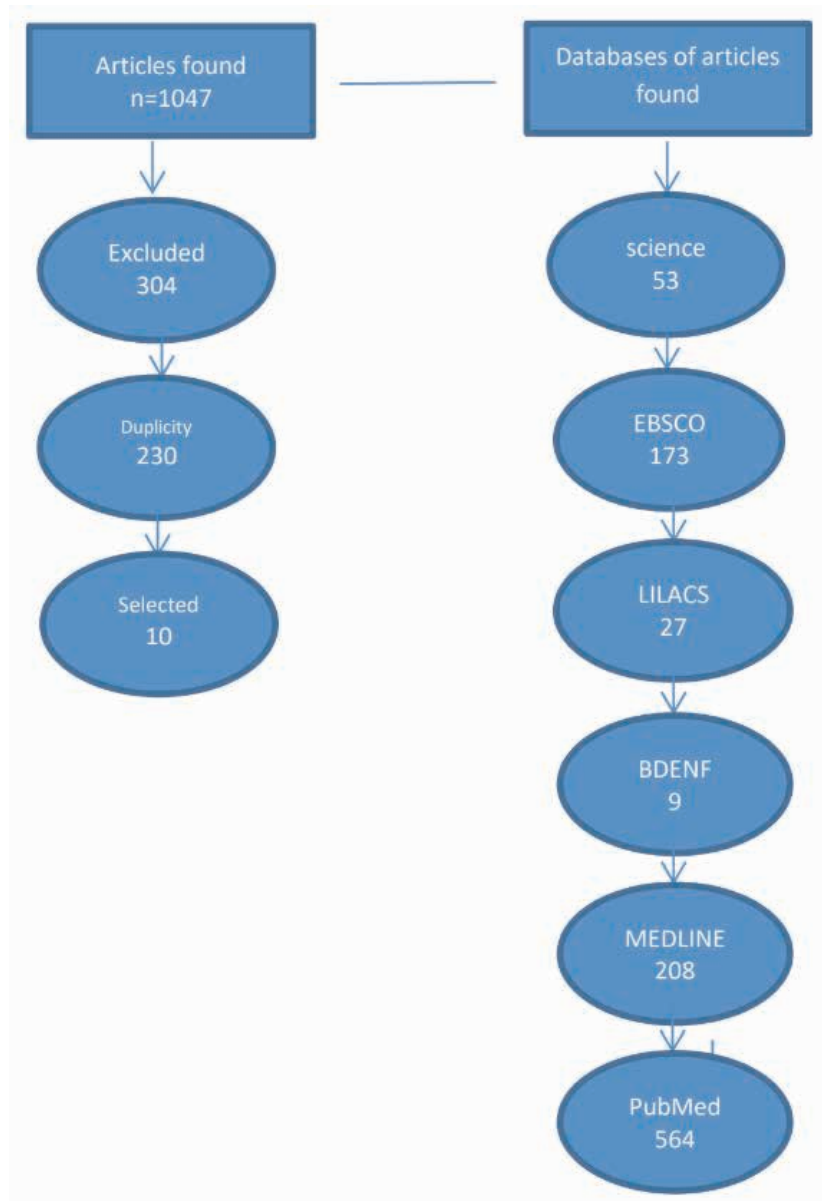 Articles found
n=1047
Excluded
304
Duplicity
230
Selected
10
Databases of articles
found
science
53
EBSCO
173
LILACS
27
BDENF
9
MEDLINE
208
PubMed
564